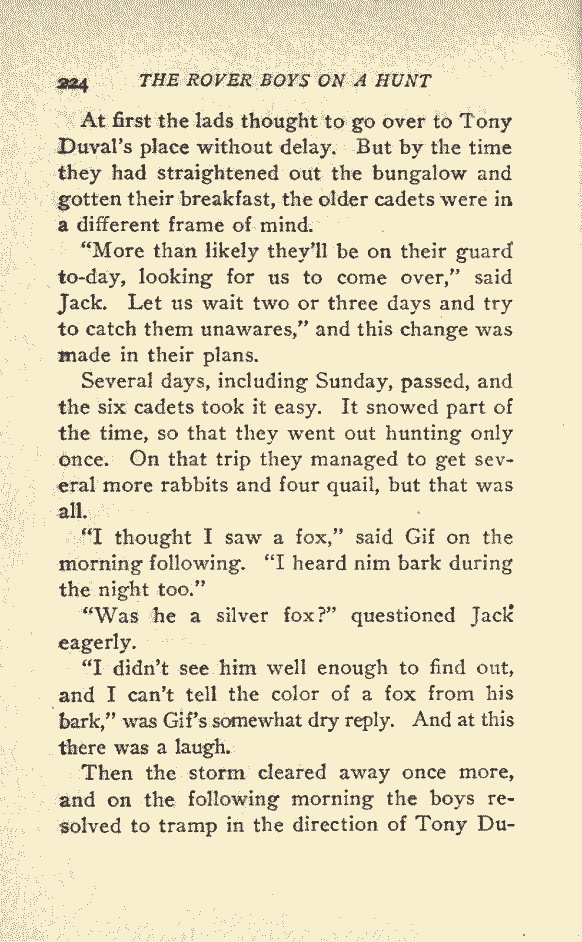 224 THE ROVER BOYS ON A HUNT
At first the lads thought to go over to Tony
Duval's place without delay. But by the time
they had straightened out the bungalow and
gotten their breakfast, the older cadets were in
a different frame of mind.
"More than likely they'll be on their guard
to-day, looking for us to come over," said
Jack. Let us wait two or three days and try
to catch them unawares," and this change was
made in their plans.
Several days, including Sunday, passed, and
the six cadets took it easy. It snowed part of
the time, so that they went out hunting only
once. On that trip they managed to get sev-
eral more rabbits and four quail, but that was
all.
"I thought I saw a fox," said Gif on the
morning following. "I heard nim bark during
the night too."
"Was he a silver fox?" questioned Jack
eagerly.
"I didn't see him well enough to find out,
and I can't tell the color of a fox from his
bark," was Gif's somewhat dry reply. And at this
there was a laugh.
Then the storm cleared away once more,
and on the following morning the boys re-
solved to tramp in the direction of Tony Du-